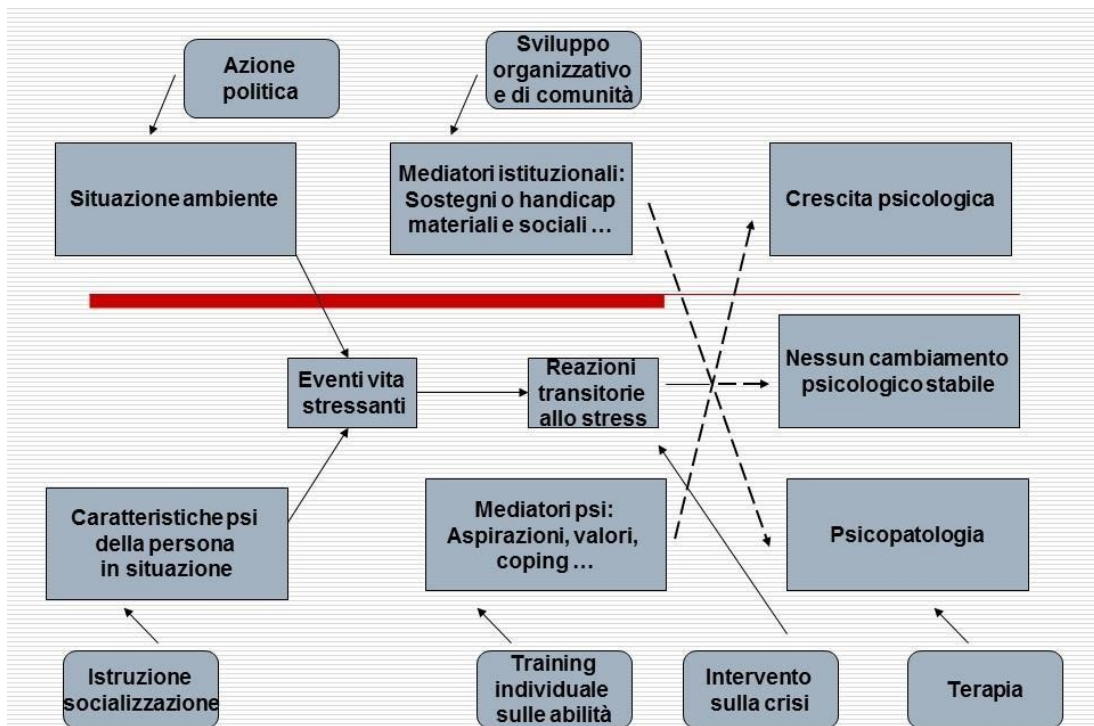 Azione
politica
Sviluppo
organizzativo
e di comunità
Situazione ambiente
Mediatori istituzionali:
Sostegni o handicap
materiali e sociali ...
Crescita psicologica
Eventi vita
stressanti
Reazioni
transitorie
allo stress
Nessun cambiamento
psicologico stabile
Caratteristiche psi
della persona
in situazione
Mediatori psi:
Aspirazioni, valori,
coping ...
Psicopatologia
Istruzione
socializzazione
Training
individuale
sulle abilità
Intervento
sulla crisi
Terapia